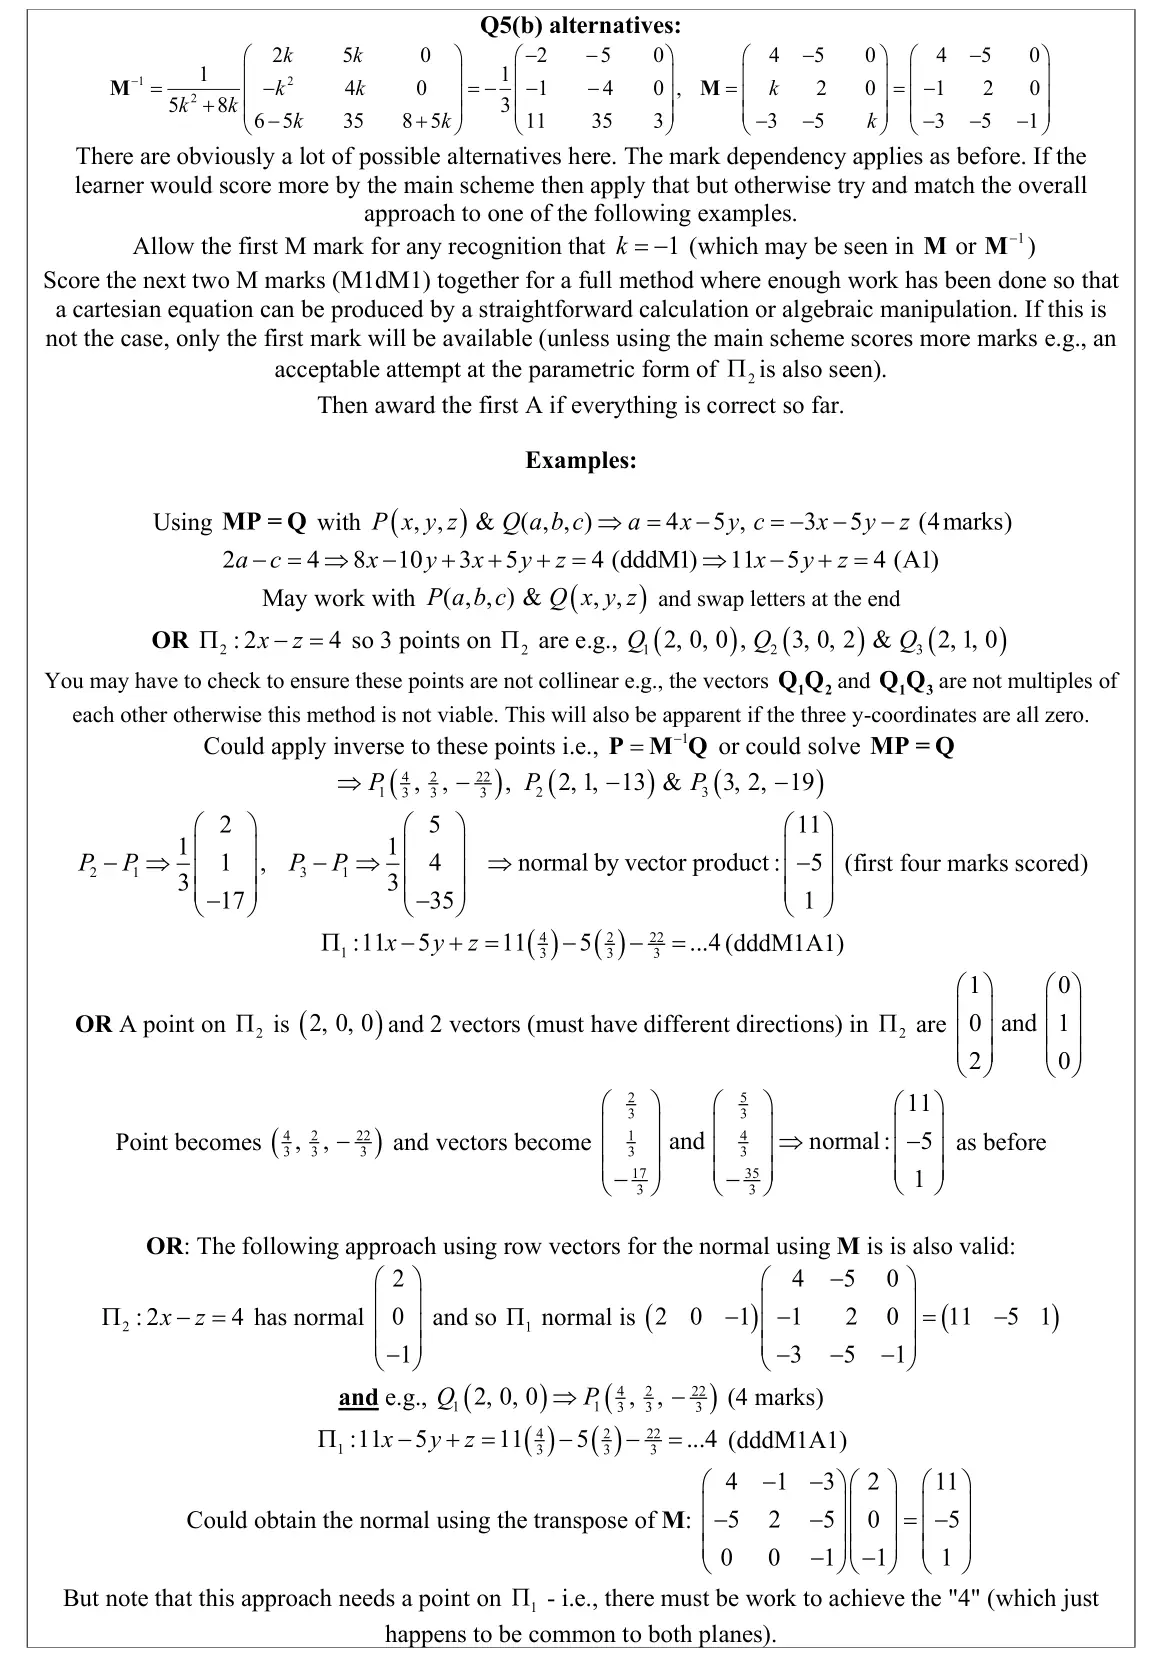 Q5(b) alternatives:
M⁻¹ = 1/(5k² + 8k) (2k 5k 0; −k² 4k 0; 6−5k 35 8+5k) = −1/3 (−2 −5 0; −1 −4 0; 11 35 3), M = (4 −5 0; k 2 0; −3 −5 k) = (4 −5 0; −1 2 0; −3 −5 −1)
There are obviously a lot of possible alternatives here. The mark dependency applies as before. If the
learner would score more by the main scheme then apply that but otherwise try and match the overall
approach to one of the following examples.
Allow the first M mark for any recognition that k = −1 (which may be seen in M or M⁻¹)
Score the next two M marks (M1dM1) together for a full method where enough work has been done so that
a cartesian equation can be produced by a straightforward calculation or algebraic manipulation. If this is
not the case, only the first mark will be available (unless using the main scheme scores more marks e.g., an
acceptable attempt at the parametric form of Π₂ is also seen).
Then award the first A if everything is correct so far.
Examples:
Using MP = Q with P(x, y, z) & Q(a,b,c) ⇒ a = 4x − 5y, c = −3x − 5y − z (4 marks)
2a − c = 4 ⇒ 8x − 10y + 3x + 5y + z = 4 (dddM1) ⇒ 11x − 5y + z = 4 (A1)
May work with P(a,b,c) & Q(x, y, z) and swap letters at the end
OR Π₂ : 2x − z = 4 so 3 points on Π₂ are e.g., Q₁(2, 0, 0), Q₂(3, 0, 2) & Q₃(2, 1, 0)
You may have to check to ensure these points are not collinear e.g., the vectors Q₁Q₂ and Q₁Q₃ are not multiples of
each other otherwise this method is not viable. This will also be apparent if the three y-coordinates are all zero.
Could apply inverse to these points i.e., P = M⁻¹Q or could solve MP = Q
⇒ P₁(4/3, 2/3, −22/3), P₂(2, 1, −13) & P₃(3, 2, −19)
P₂ − P₁ ⇒ 1/3 (2; 1; −17), P₃ − P₁ ⇒ 1/3 (5; 4; −35) ⇒ normal by vector product : (11; −5; 1) (first four marks scored)
Π₁ : 11x − 5y + z = 11(4/3) − 5(2/3) − 22/3 = ...4 (dddM1A1)
OR A point on Π₂ is (2, 0, 0) and 2 vectors (must have different directions) in Π₂ are (1; 0; 2) and (0; 1; 0)
Point becomes (4/3, 2/3, −22/3) and vectors become (2/3; 1/3; −17/3) and (5/3; 4/3; −35/3) ⇒ normal : (11; −5; 1) as before
OR: The following approach using row vectors for the normal using M is is also valid:
Π₂ : 2x − z = 4 has normal (2; 0; −1) and so Π₁ normal is (2 0 −1)(4 −5 0; −1 2 0; −3 −5 −1) = (11 −5 1)
and e.g., Q₁(2, 0, 0) ⇒ P₁(4/3, 2/3, −22/3) (4 marks)
Π₁ : 11x − 5y + z = 11(4/3) − 5(2/3) − 22/3 = ...4 (dddM1A1)
Could obtain the normal using the transpose of M: (4 −1 −3; −5 2 −5; 0 0 −1)(2; 0; −1) = (11; −5; 1)
But note that this approach needs a point on Π₁ - i.e., there must be work to achieve the "4" (which just
happens to be common to both planes).